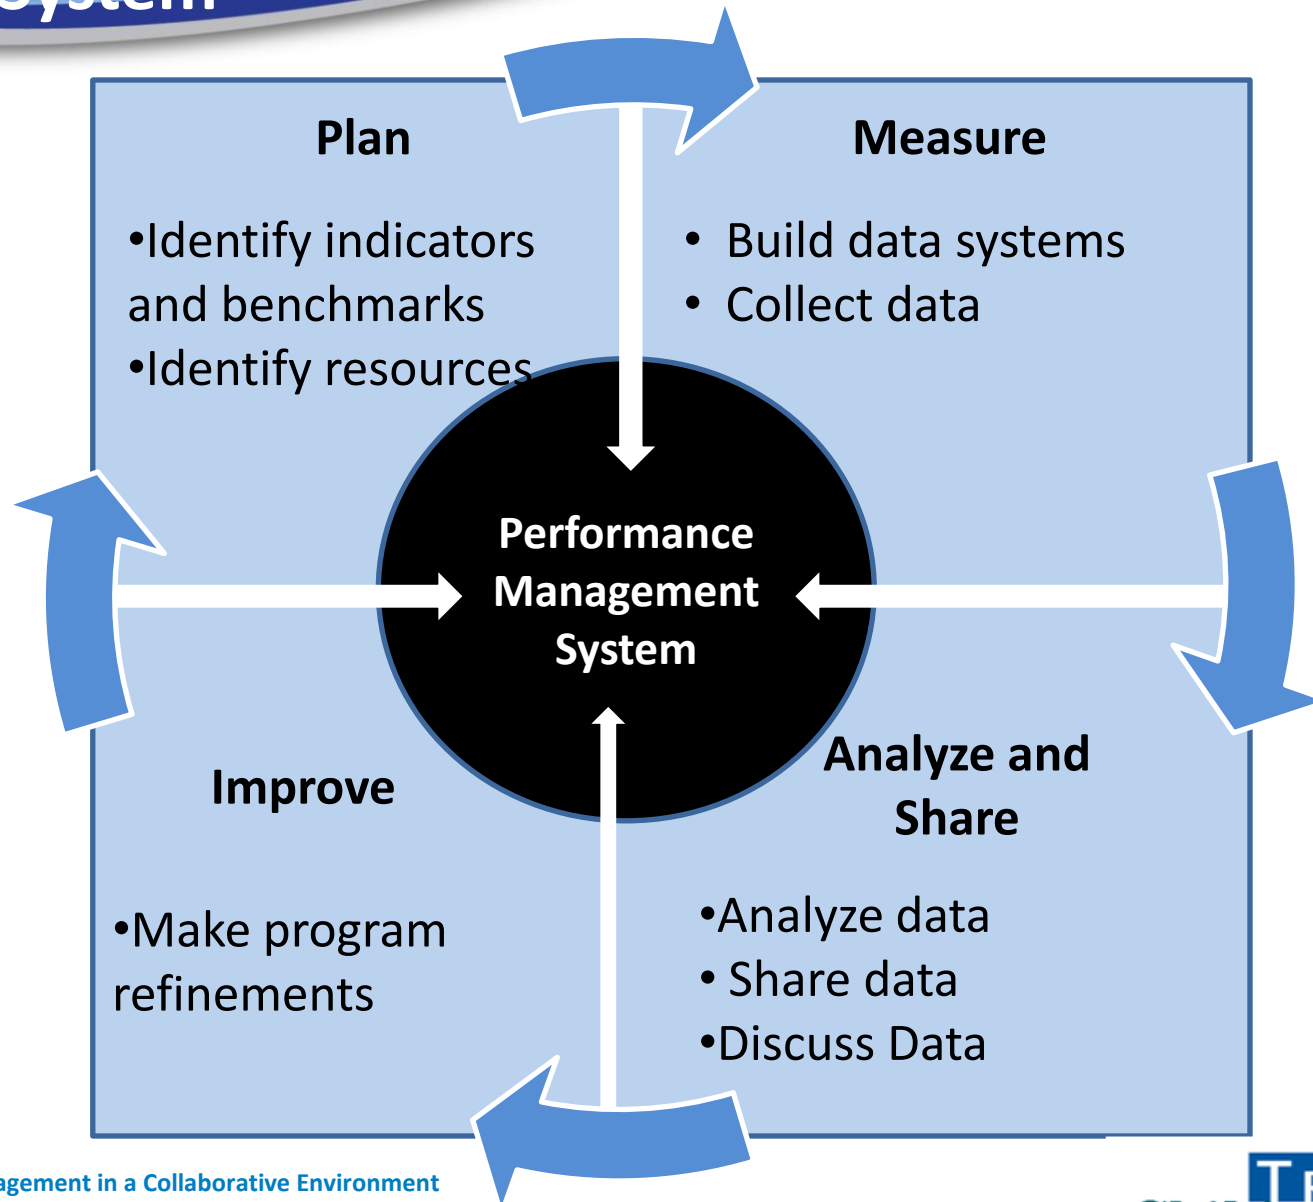 System
Plan
•Identify indicators
and benchmarks
•Identify resources
Measure
• Build data systems
• Collect data
Performance
Management
System
Improve
•Make program
refinements
Analyze and
Share
•Analyze data
• Share data
•Discuss Data
agement in a Collaborative Environment